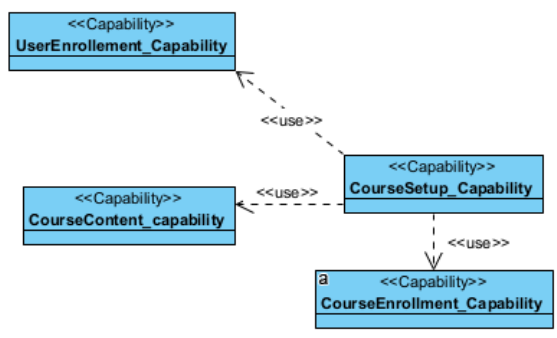 <<Capability>>
UserEnrollement_Capability
<<use>>
<<Capability>>
CourseSetup_Capability
<<Capability>>
CourseContent_capability
<<use>>
<<use>>
a
<<Capability>>
CourseEnrollment_Capability